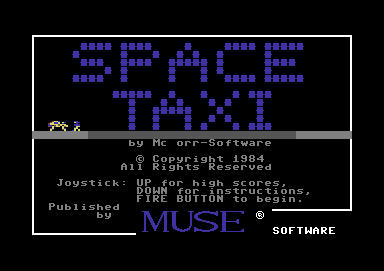 SPACE
TAXI
by Mc orr-Software
© Copyright 1984
All Rights Reserved
Joystick: UP for high scores,
DOWN for instructions,
FIRE BUTTON to begin.
Published
by
MUSE ©
SOFTWARE